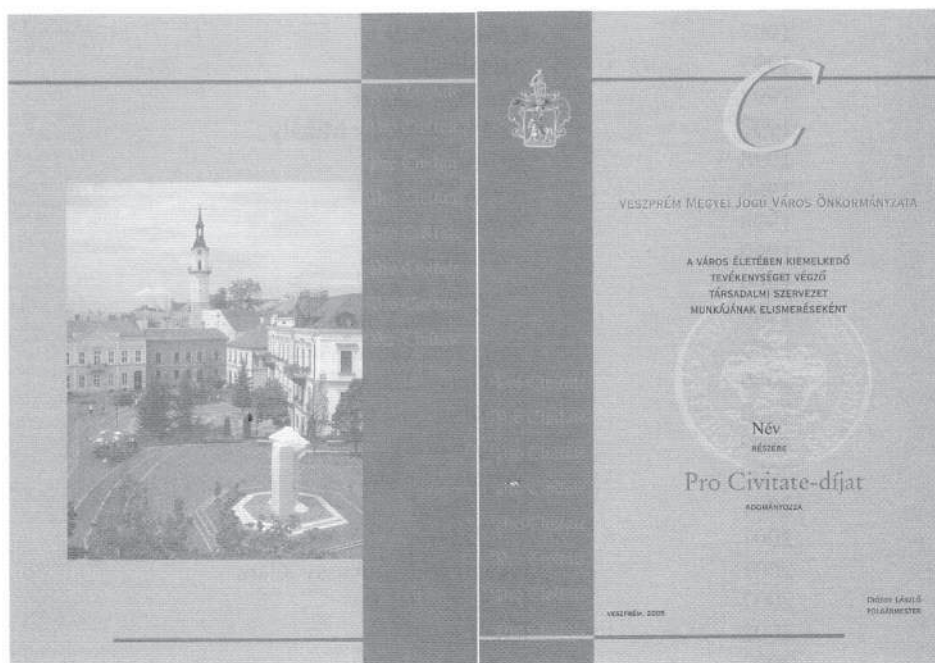 C
VESZPRÉM MEGYEI JOGÚ VÁROS ÖNKORMÁNYZATA
A VÁROS ÉLETÉBEN KIEMELKEDŐ
TEVÉKENYSÉGET VÉGZŐ
TÁRSADALMI SZERVEZET
MUNKÁJÁNAK ELISMERÉSEKÉNT
Név
RÉSZÉRE
Pro Civitate-díjat
ADOMÁNYOZZA
VESZPRÉM, 2005
LÁSZLÓ
POLGÁRMESTER